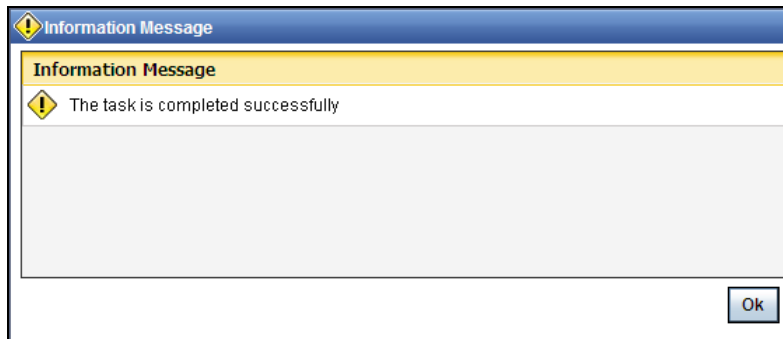 Information Message
Information Message
The task is completed successfully
Ok